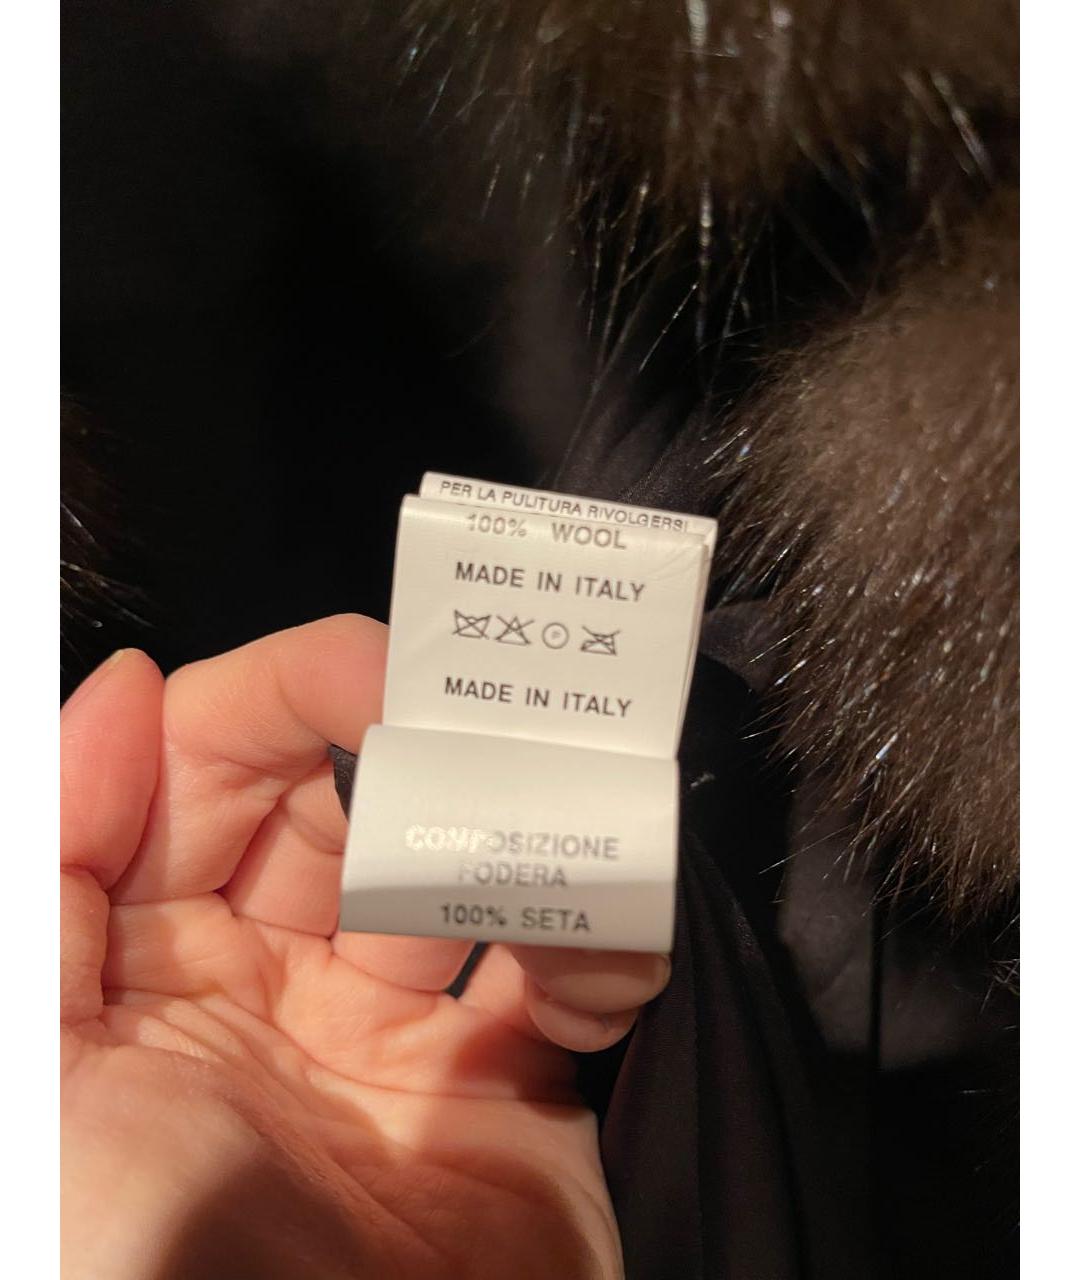 PER LA PULITURA RIVOLGERSI
100% WOOL
MADE IN ITALY
P
MADE IN ITALY
COMPOSIZIONE
FODERA
100% SETA